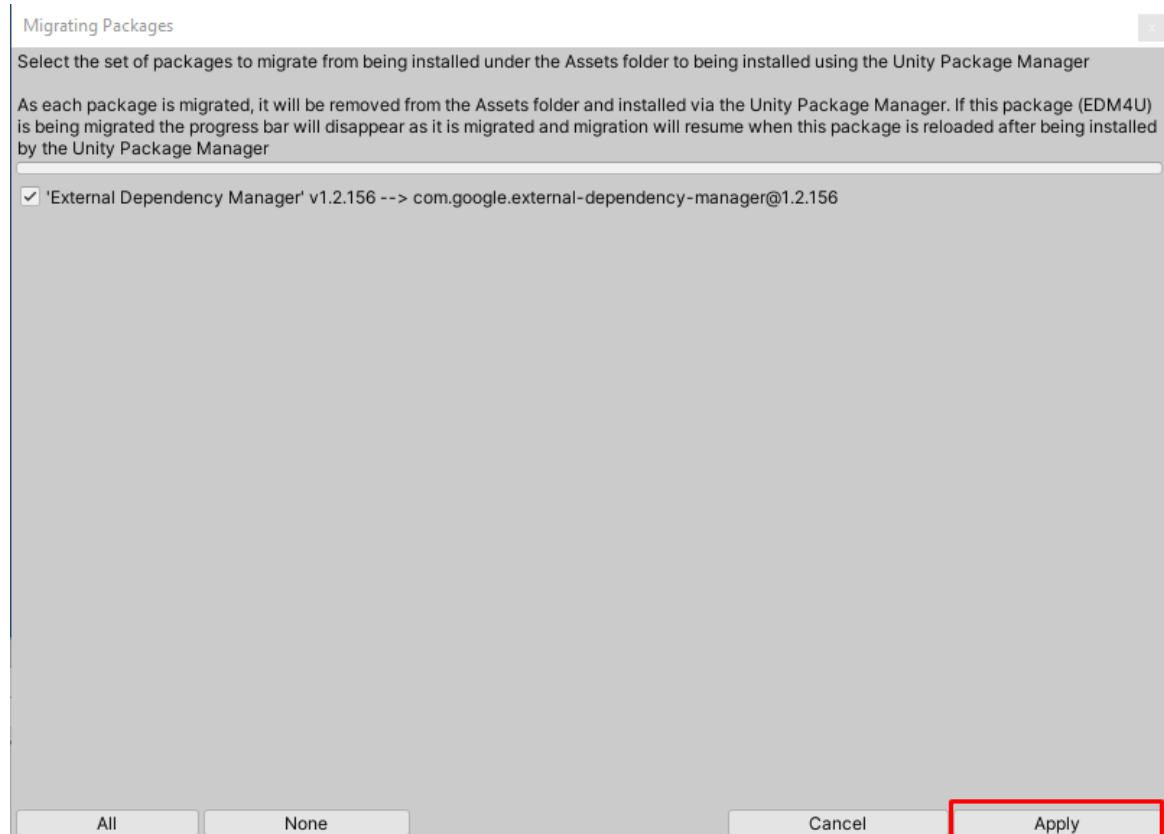 Migrating Packages
x
Select the set of packages to migrate from being installed under the Assets folder to being installed using the Unity Package Manager
As each package is migrated, it will be removed from the Assets folder and installed via the Unity Package Manager. If this package (EDM4U)
is being migrated the progress bar will disappear as it is migrated and migration will resume when this package is reloaded after being installed
by the Unity Package Manager
'External Dependency Manager' v1.2.156 --> com.google.external-dependency-manager@1.2.156
All None Cancel Apply